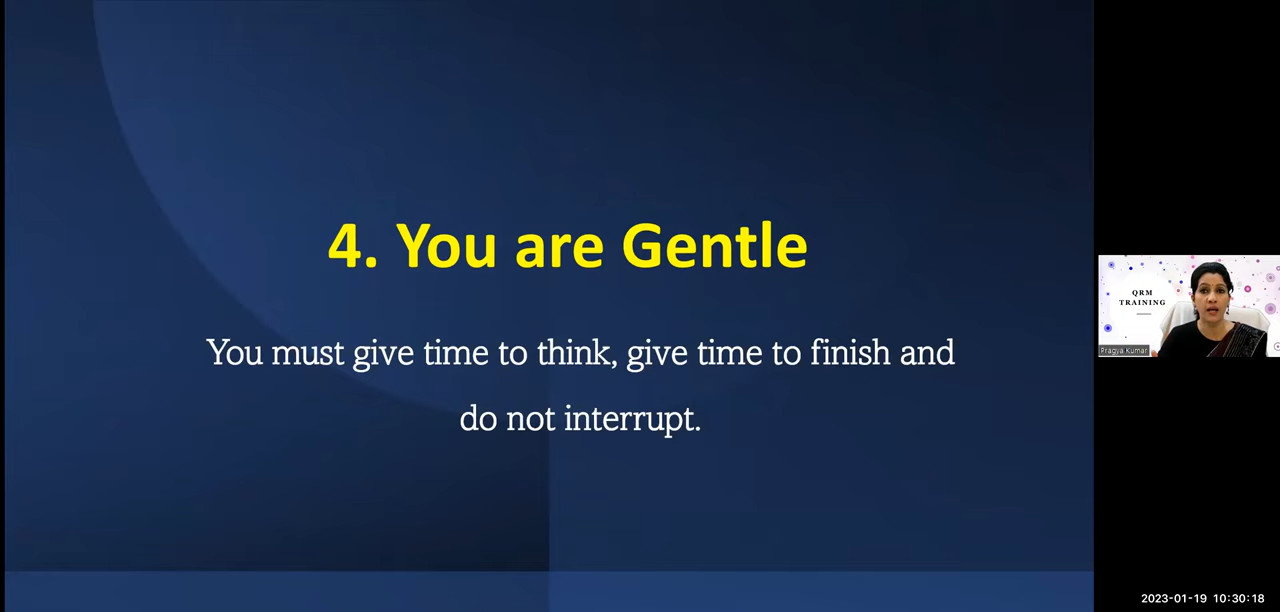 4. You are Gentle
You must give time to think, give time to finish and
do not interrupt.
QRM
TRAINING
Pragya Kumar
2023-01-19 10:30:18